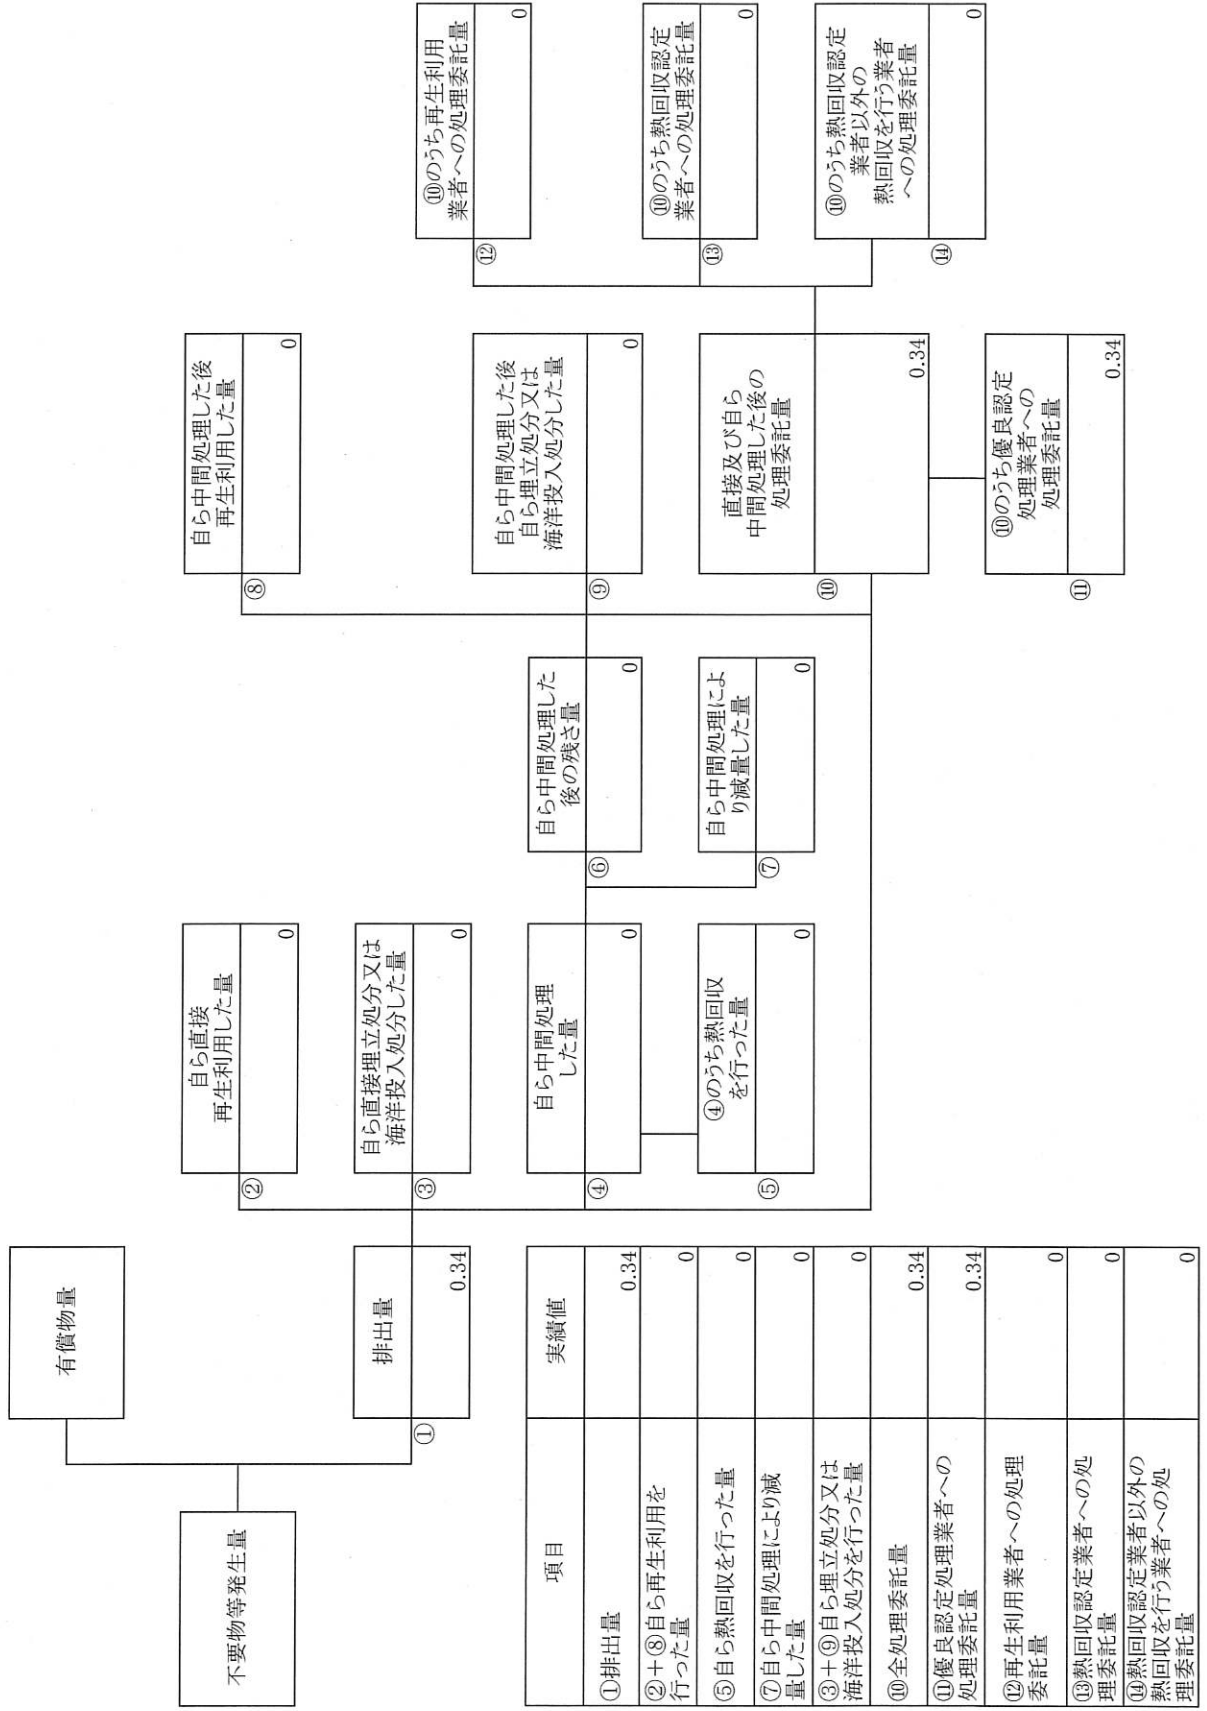 不要物等発生量
有償物量
①
排出量
0.34
②
自ら直接
再生利用した量
0
③
自ら直接埋立処分又は
海洋投入処分した量
0
④
自ら中間処理
した量
0
⑤
④のうち熱回収
を行った量
0
⑥
自ら中間処理した
後の残さ量
0
⑦
自ら中間処理によ
り減量した量
0
⑧
自ら中間処理した後
再生利用した量
0
⑨
自ら中間処理した後
自ら埋立処分又は
海洋投入処分した量
0
⑩
直接及び自ら
中間処理した後の
処理委託量
0.34
⑪
⑩のうち優良認定
処理業者への
処理委託量
0.34
⑫
⑩のうち再生利用
業者への処理委託量
0
⑬
⑩のうち熱回収認定
業者への処理委託量
0
⑭
⑩のうち熱回収認定
業者以外の
熱回収を行う業者
への処理委託量
0
項目
実績値
①排出量
0.34
②+⑧自ら再生利用を
行った量
0
⑤自ら熱回収を行った量
0
⑦自ら中間処理により減
量した量
0
③+⑨自ら埋立処分又は
海洋投入処分を行った量
0
⑩全処理委託量
0.34
⑪優良認定処理業者への
処理委託量
0.34
⑫再生利用業者への処理
委託量
0
⑬熱回収認定業者への処
理委託量
0
⑭熱回収認定業者以外の
熱回収を行う業者への処
理委託量
0